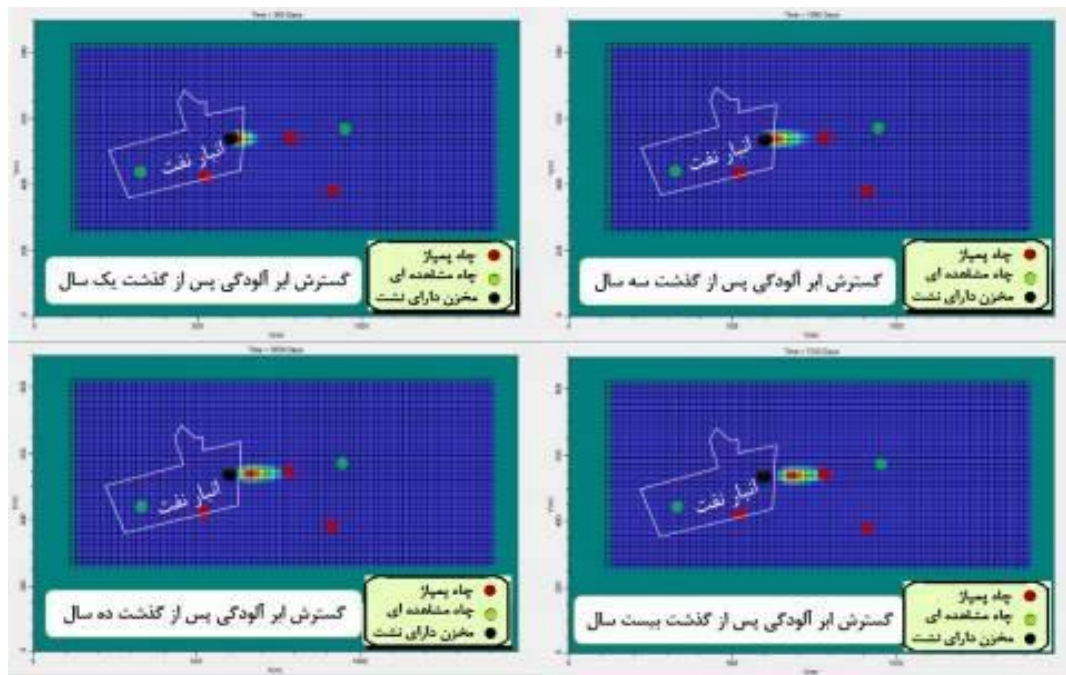 انبار نفت
چاه پمپاژ
چاه مشاهده ای
مخزن دارای نشت
گسترش ابر آلودگی پس از گذشت یک سال
انبار نفت
چاه پمپاژ
چاه مشاهده ای
مخزن دارای نشت
گسترش ابر آلودگی پس از گذشت سه سال
انبار نفت
چاه پمپاژ
چاه مشاهده ای
مخزن دارای نشت
گسترش ابر آلودگی پس از گذشت ده سال
انبار نفت
چاه پمپاژ
چاه مشاهده ای
مخزن دارای نشت
گسترش ابر آلودگی پس از گذشت بیست سال